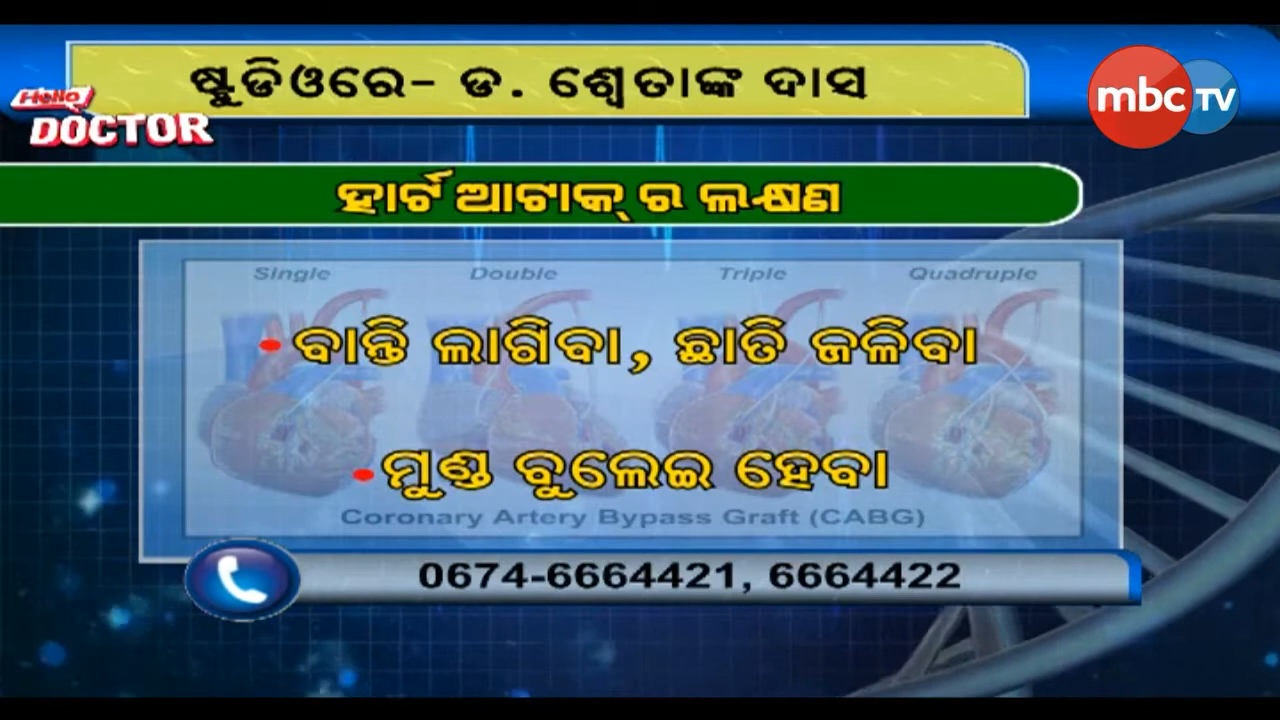 ଷ୍ଟୁଡିଓରେ- ଡ. ଶ୍ୱେତାଙ୍କ ଦାସ
mbc TV
Hello
DOCTOR
ହାର୍ଟ ଆଟାକ୍ ର ଲକ୍ଷଣ
Single Double Triple Quadruple
• ବାନ୍ତି ଲାଗିବା, ଛାତି ଜଳିବା
• ମୁଣ୍ଡ ବୁଲେଇ ହେବା
Coronary Artery Bypass Graft (CABG)
0674-6664421, 6664422